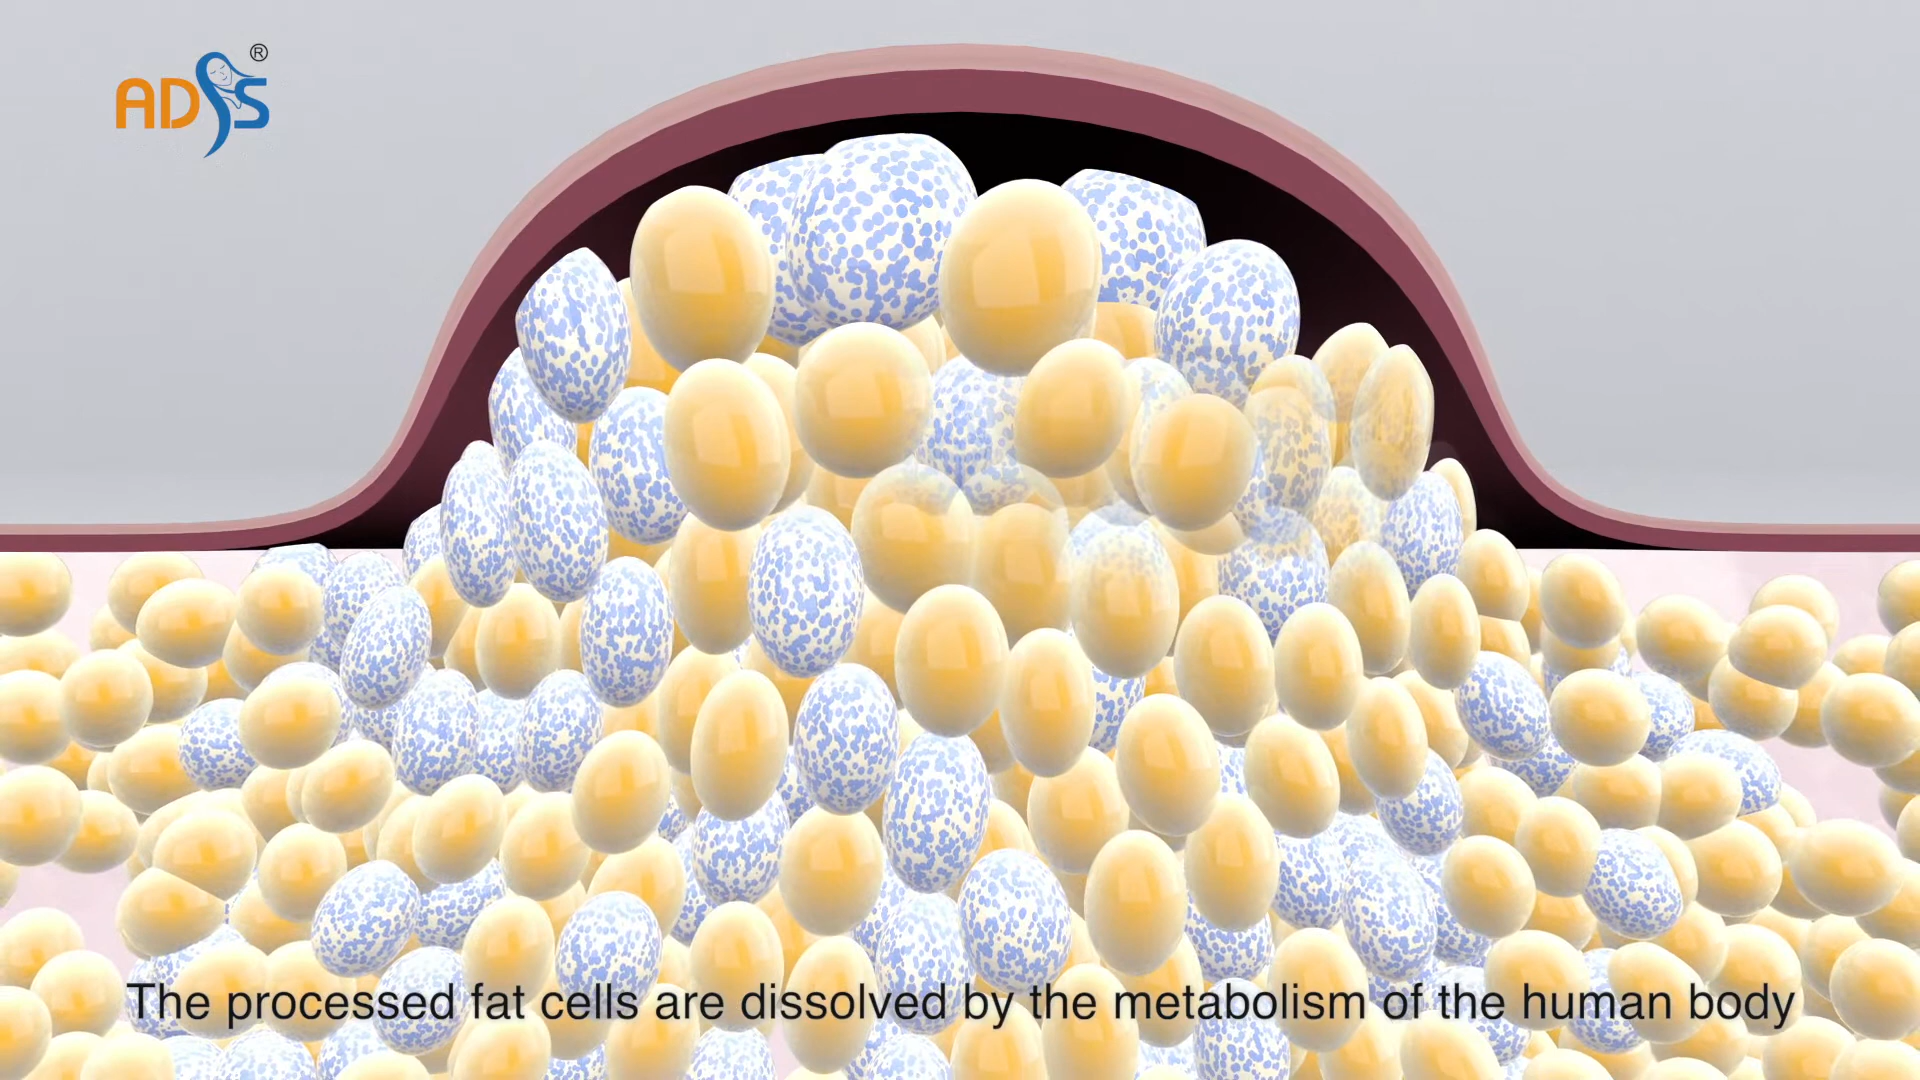 ADSS®
The processed fat cells are dissolved by the metabolism of the human body